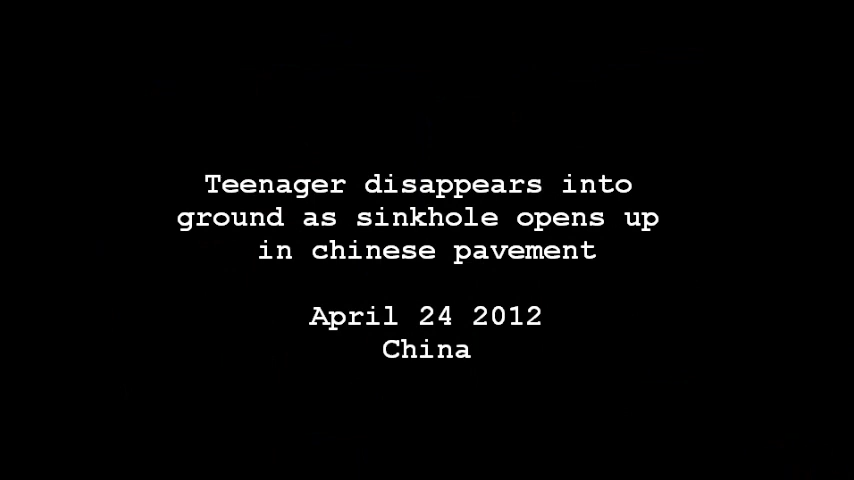 Teenager disappears into
ground as sinkhole opens up
in chinese pavement
April 24 2012
China